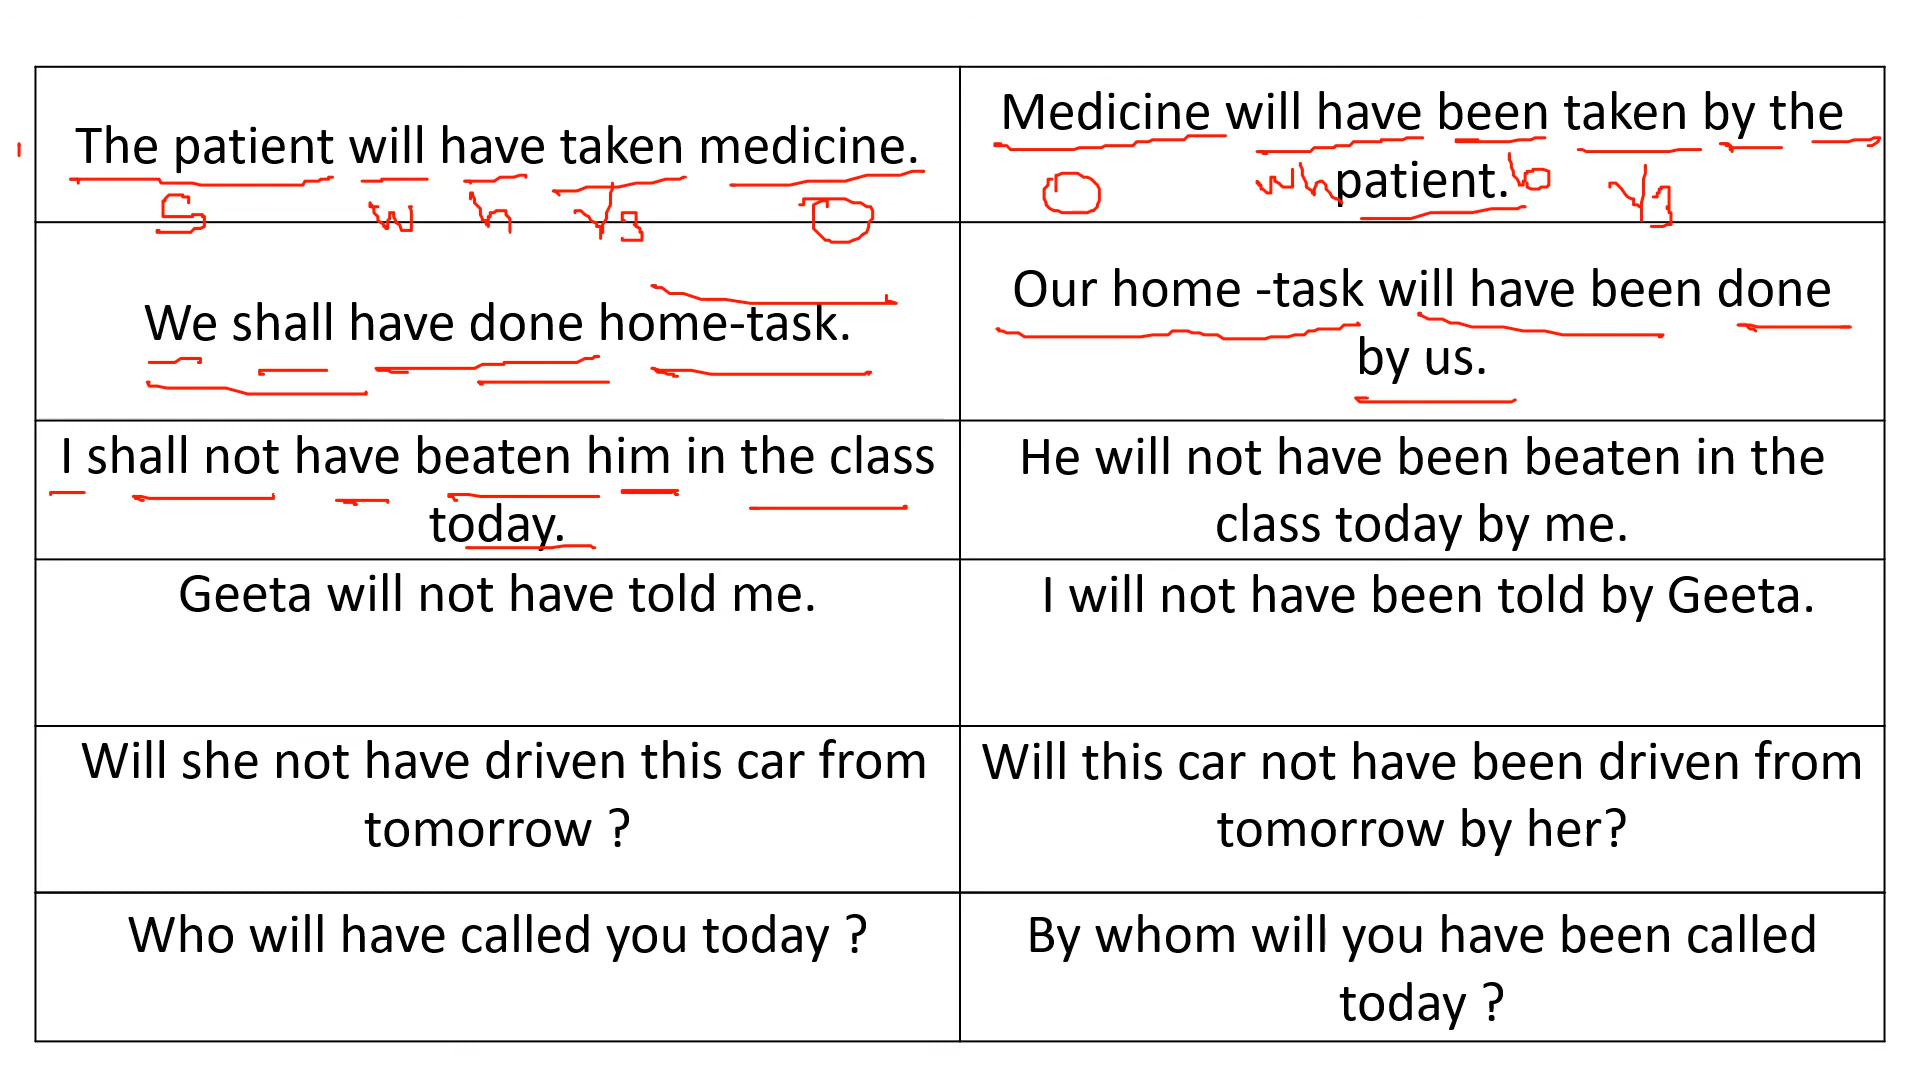 The patient will have taken medicine.
S w h V3 O
Medicine will have been taken by the
patient.
O wh b V3
We shall have done home-task.
Our home -task will have been done
by us.
I shall not have beaten him in the class
today.
He will not have been beaten in the
class today by me.
Geeta will not have told me.
I will not have been told by Geeta.
Will she not have driven this car from
tomorrow ?
Will this car not have been driven from
tomorrow by her?
Who will have called you today ?
By whom will you have been called
today ?